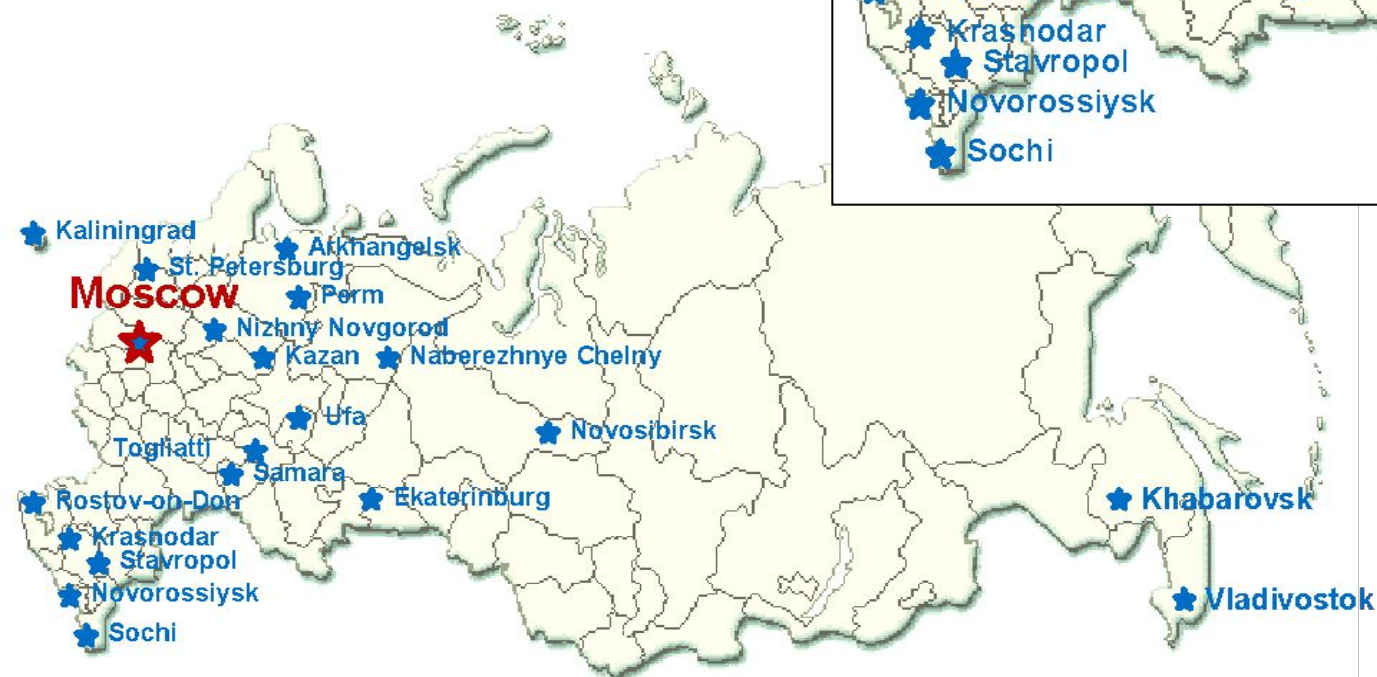 Krasnodar
Stavropol
Novorossiysk
Sochi
Kaliningrad
Arkhangelsk
St. Petersburg
Moscow
Perm
Nizhny Novgorod
Kazan
Naberezhnye Chelny
Ufa
Novosibirsk
Togliatti
Samara
Ekaterinburg
Rostov-on-Don
Khabarovsk
Krasnodar
Stavropol
Novorossiysk
Vladivostok
Sochi